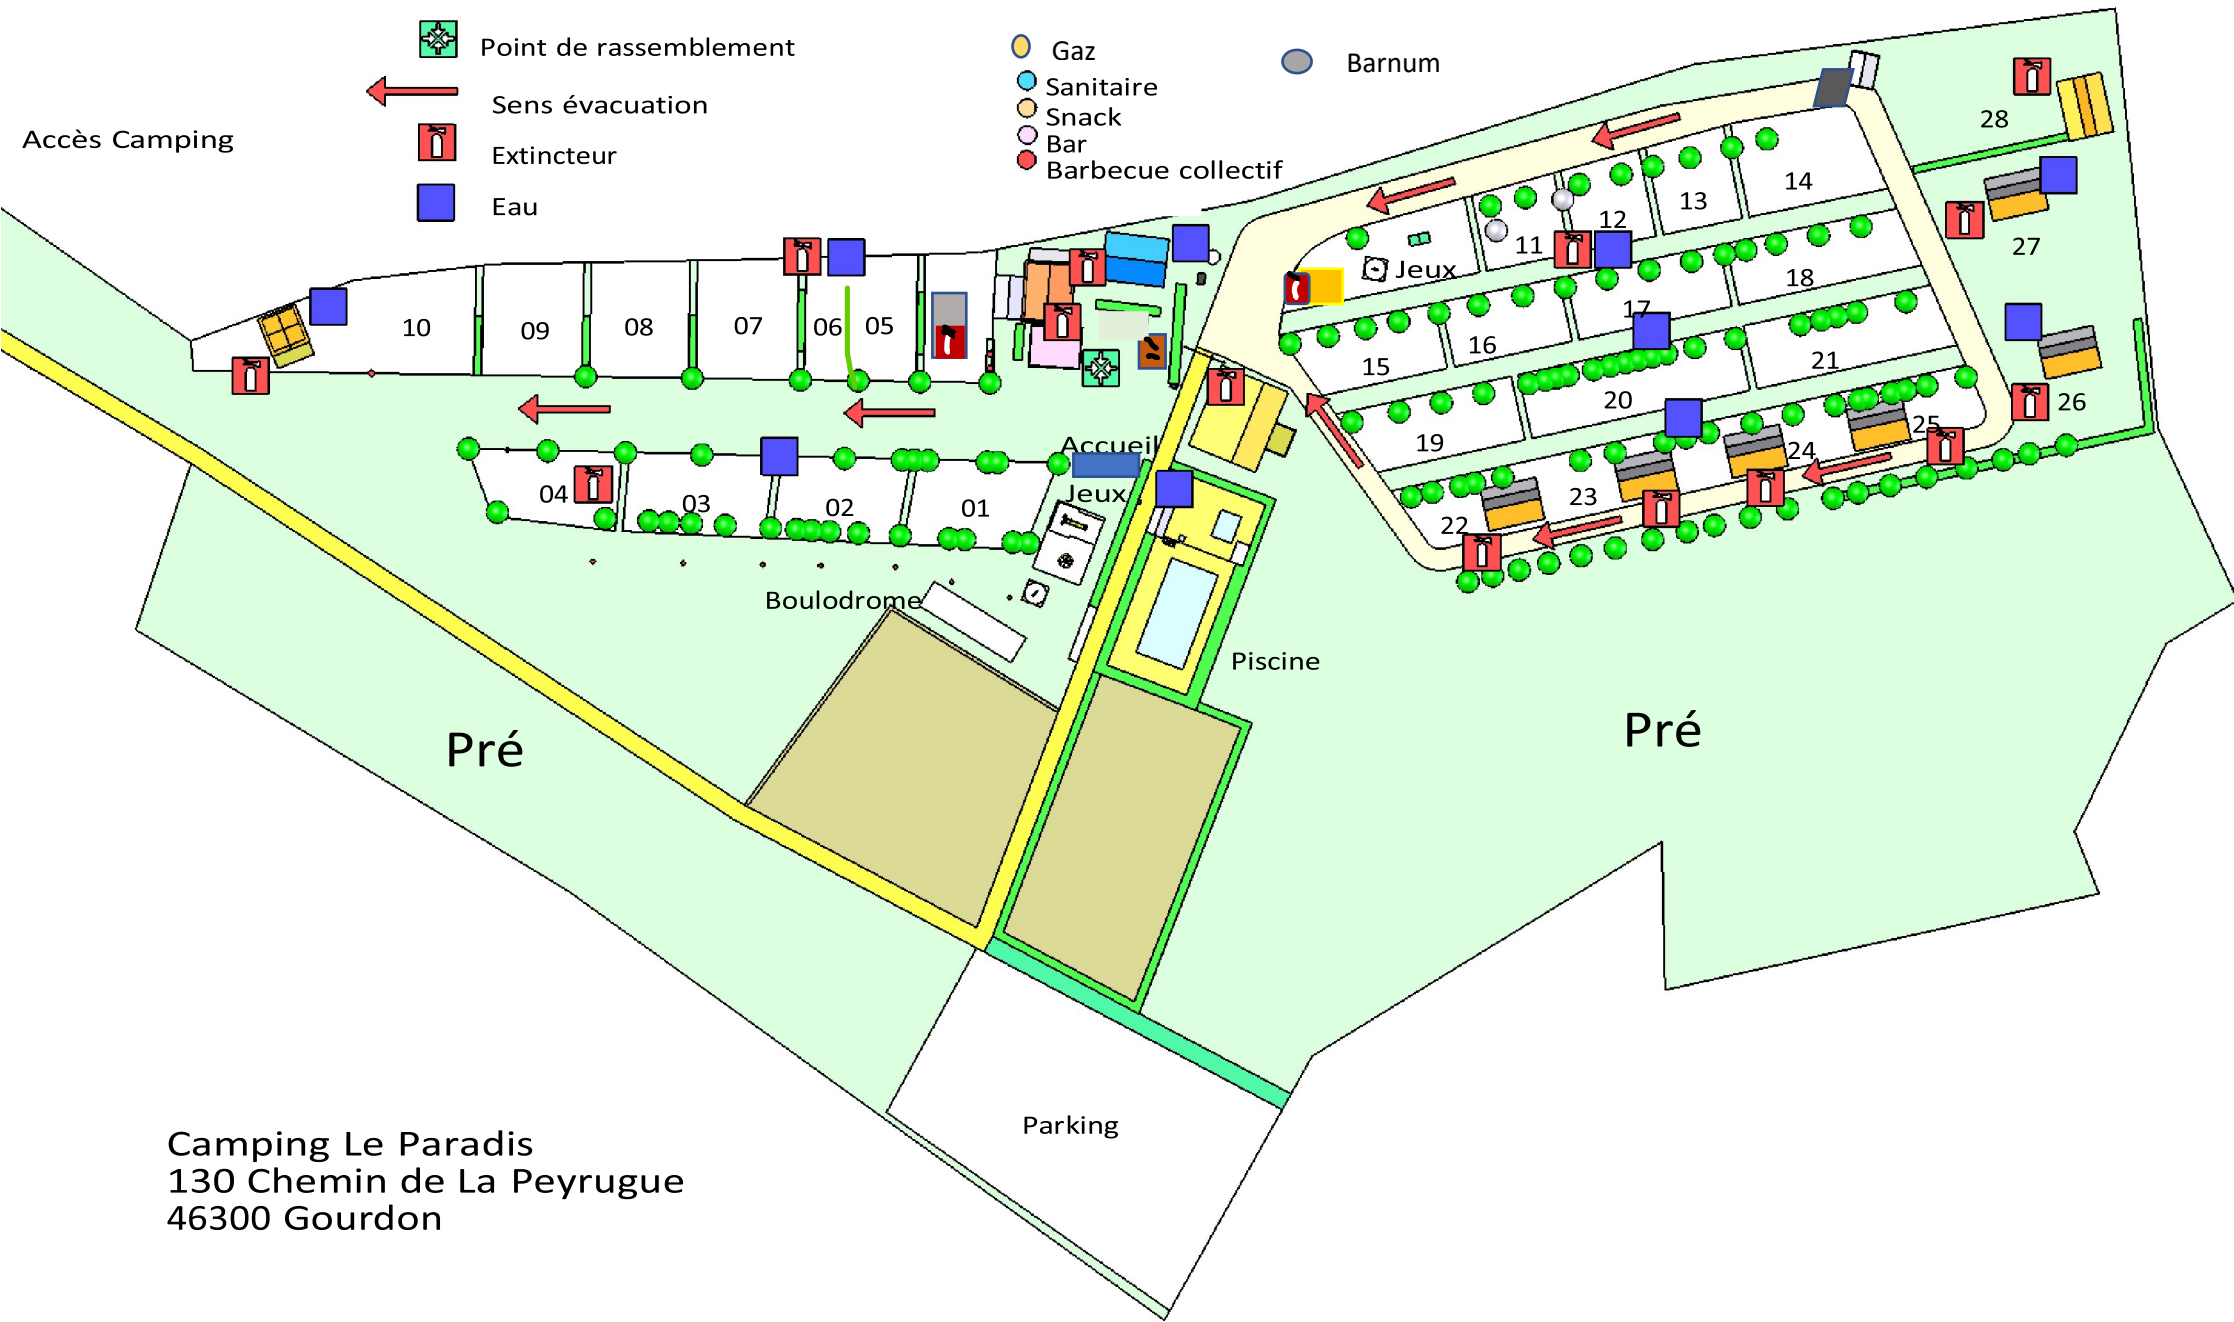 Point de rassemblement
Sens évacuation
Accès Camping
Extincteur
Eau
Gaz
Sanitaire
Snack
Bar
Barbecue collectif
Barnum
28
14
13
12
11
27
Jeux
18
17
10
09
08
07
06
05
16
15
21
20
26
25
19
24
Accueil
Jeux
04
03
02
01
23
22
Boulodrome
Piscine
Pré
Pré
Parking
Camping Le Paradis
130 Chemin de La Peyrugue
46300 Gourdon